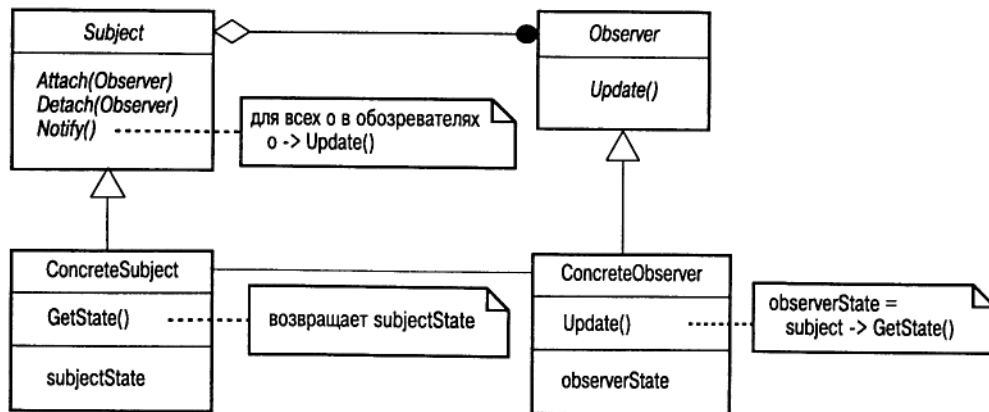 Subject
Attach(Observer)
Detach(Observer)
Notify()
для всех о в обозревателях
о -> Update()
Observer
Update()
ConcreteSubject
GetState()
subjectState
возвращает subjectState
ConcreteObserver
Update()
observerState
observerState =
subject -> GetState()